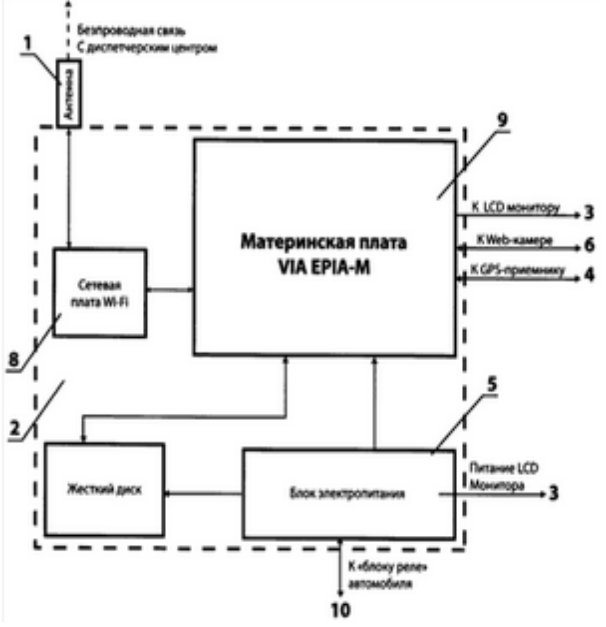 Безпроводная связь
С диспетчерским центром
1
Антенна
9
Материнская плата
VIA EPIA-M
К LCD монитору 3
К Web-камере 6
К GPS-приемнику 4
Сетевая
плата Wi-Fi
8
2
5
Жесткий диск
Блок электропитания
Питание LCD
Монитора 3
К «блоку реле»
автомобиля
10